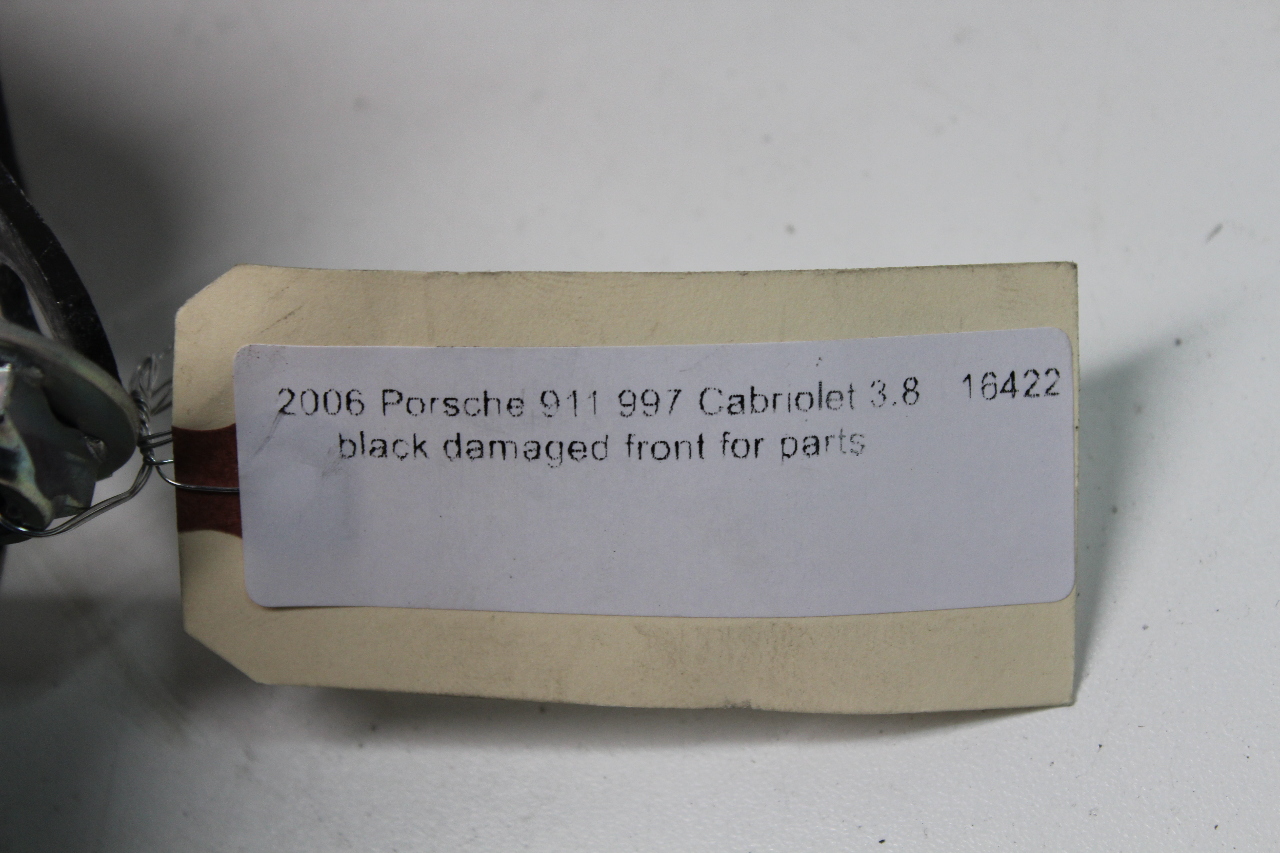 2006 Porsche 911 997 Cabriolet 3.8 16422
black damaged front for parts